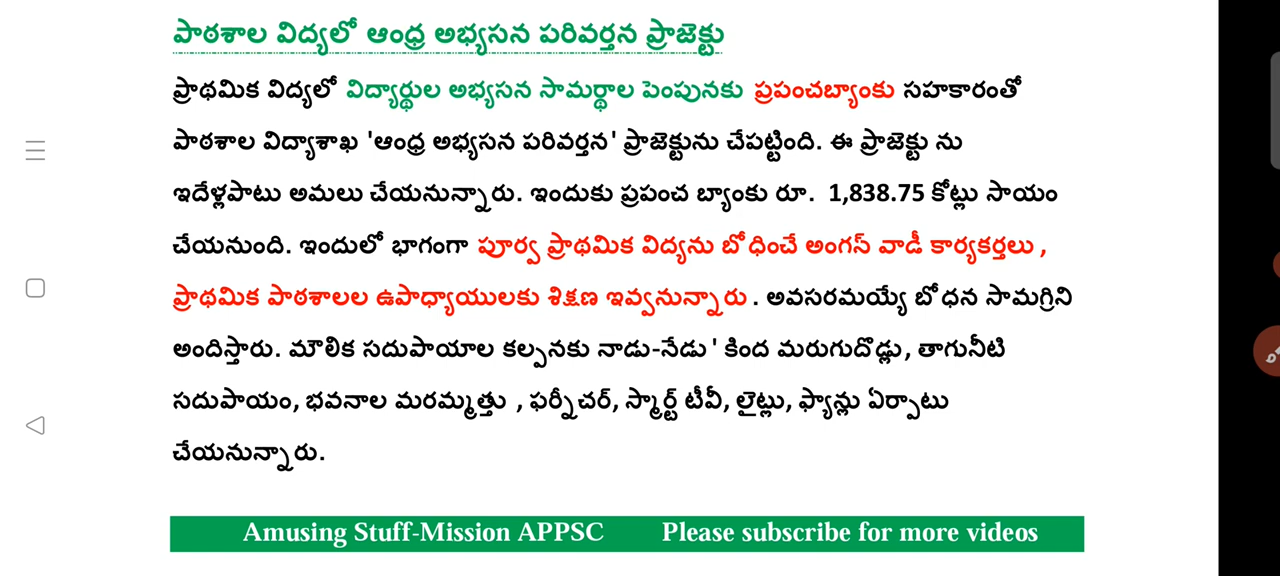 పాఠశాల విద్యలో ఆంధ్ర అభ్యసన పరివర్తన ప్రాజెక్టు
ప్రాథమిక విద్యలో విద్యార్థుల అభ్యసన సామర్థాల పెంపునకు ప్రపంచబ్యాంకు సహకారంతో
పాఠశాల విద్యాశాఖ 'ఆంధ్ర అభ్యసన పరివర్తన' ప్రాజెక్టును చేపట్టింది. ఈ ప్రాజెక్టు ను
ఇదేళ్లపాటు అమలు చేయనున్నారు. ఇందుకు ప్రపంచ బ్యాంకు రూ. 1,838.75 కోట్లు సాయం
చేయనుంది. ఇందులో భాగంగా పూర్వ ప్రాథమిక విద్యను బోధించే అంగన్ వాడీ కార్యకర్తలు ,
ప్రాథమిక పాఠశాలల ఉపాధ్యాయులకు శిక్షణ ఇవ్వనున్నారు . అవసరమయ్యే బోధన సామగ్రిని
అందిస్తారు. మౌలిక సదుపాయాల కల్పనకు నాడు-నేడు ' కింద మరుగుదొడ్లు, తాగునీటి
సదుపాయం, భవనాల మరమ్మత్తు , ఫర్నీచర్, స్మార్ట్ టీవీ, లైట్లు, ఫ్యాన్లు ఏర్పాటు
చేయనున్నారు.
Amusing Stuff-Mission APPSC Please subscribe for more videos